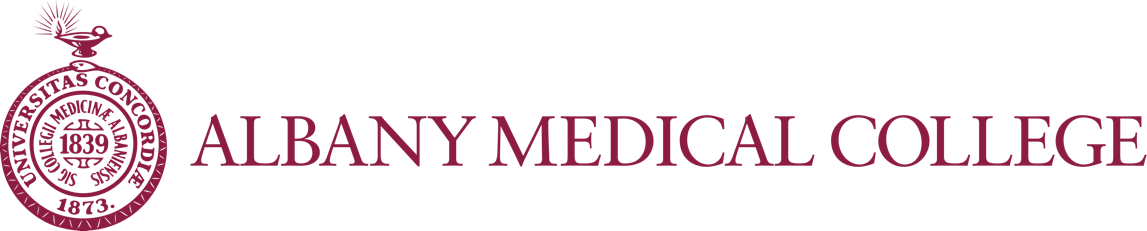 UNIVERSITAS CONCORDIÆ
1873.
SIG COLLEGII MEDICINÆ ALBANIENSIS
1839
ALBANY MEDICAL COLLEGE